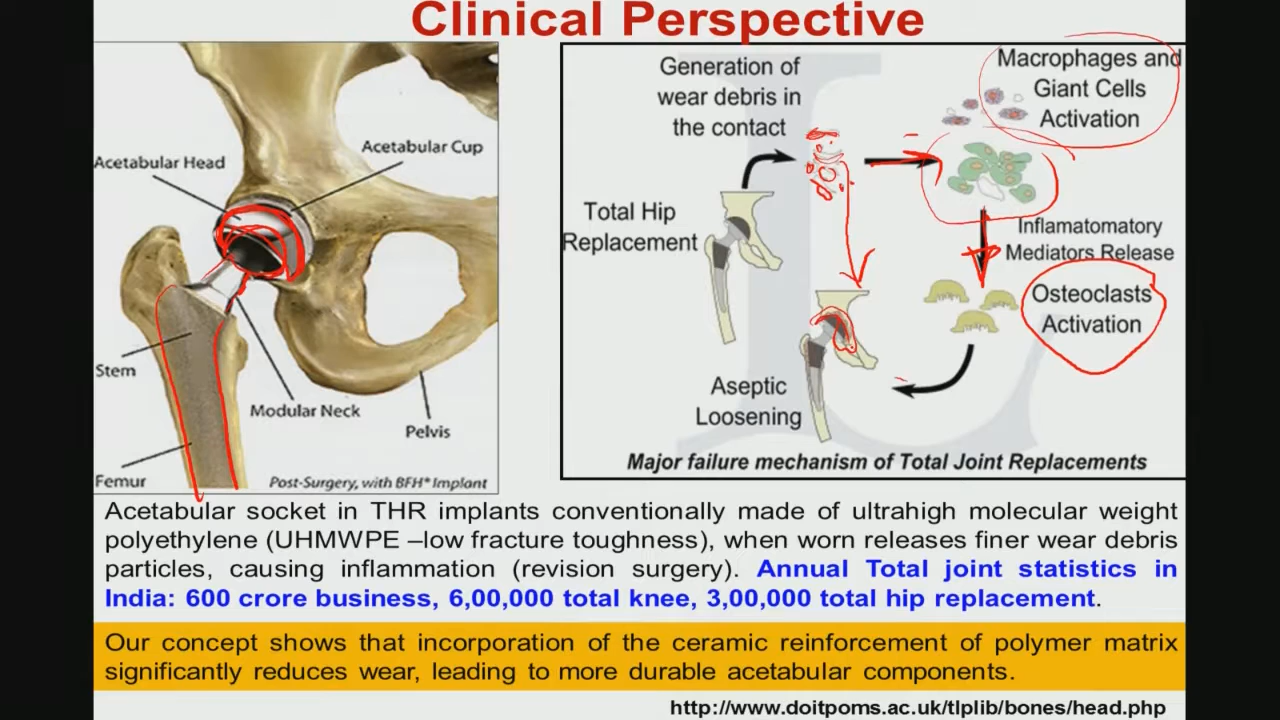 Clinical Perspective
Acetabular Head
Acetabular Cup
Stem
Modular Neck
Pelvis
Femur
Post-Surgery, with BFH* Implant
Generation of
wear debris in
the contact
Macrophages and
Giant Cells
Activation
Total Hip
Replacement
Inflamatomatory
Mediators Release
Osteoclasts
Activation
Aseptic
Loosening
Major failure mechanism of Total Joint Replacements
Acetabular socket in THR implants conventionally made of ultrahigh molecular weight
polyethylene (UHMWPE –low fracture toughness), when worn releases finer wear debris
particles, causing inflammation (revision surgery). Annual Total joint statistics in
India: 600 crore business, 6,00,000 total knee, 3,00,000 total hip replacement.
Our concept shows that incorporation of the ceramic reinforcement of polymer matrix
significantly reduces wear, leading to more durable acetabular components.
http://www.doitpoms.ac.uk/tlplib/bones/head.php